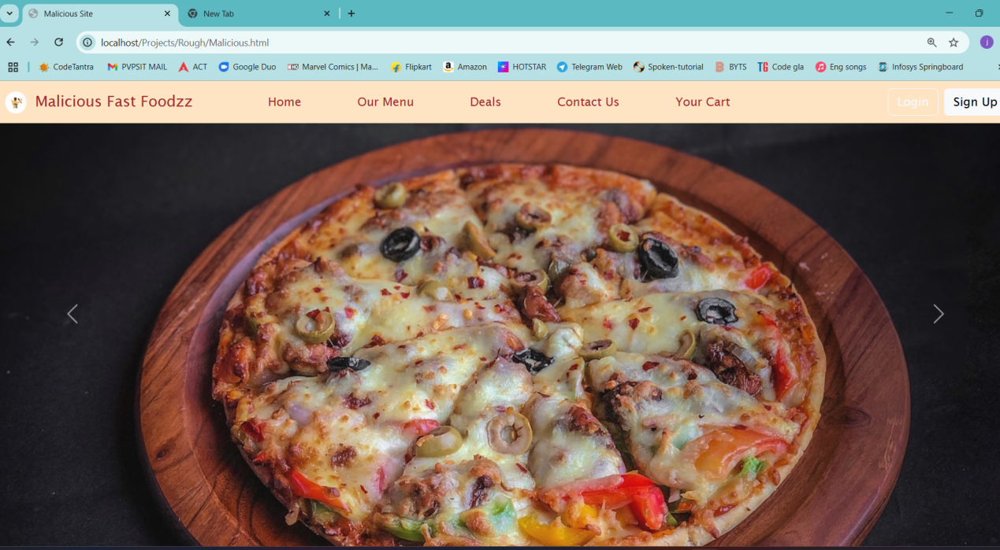 Malicious Site New Tab
localhost/Projects/Rough/Malicious.html i
CodeTantra PVPSIT MAIL ACT Google Duo Marvel Comics | Ma... Flipkart Amazon HOTSTAR Telegram Web Spoken-tutorial BYTS Code gla Eng songs Infosys Springboard
Malicious Fast Foodzz Home Our Menu Deals Contact Us Your Cart Login Sign Up